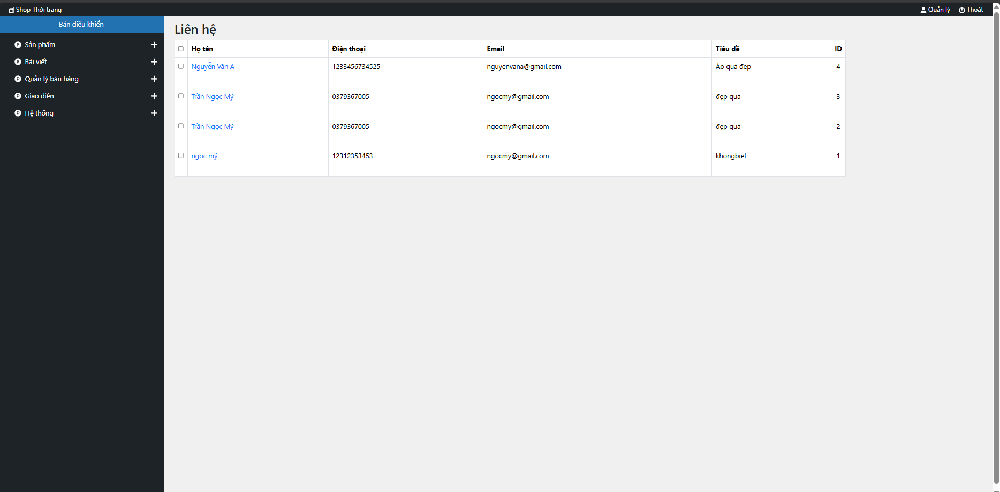 Shop Thời trang
Quản lý
Thoát
Bản điều khiển
Sản phẩm
Bài viết
Quản lý bán hàng
Giao diện
Hệ thống
Liên hệ
Họ tên Điện thoại Email Tiêu đề ID
Nguyễn Văn A 1233456734525 nguyenvana@gmail.com Áo quá đẹp 4
Trần Ngọc Mỹ 0379367005 ngocmy@gmail.com đẹp quá 3
Trần Ngọc Mỹ 0379367005 ngocmy@gmail.com đẹp quá 2
ngọc mỹ 12312353453 ngocmy@gmail.com khongbiet 1